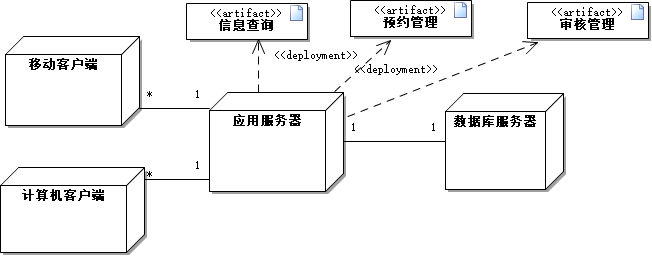 <<artifact>>
信息查询
<<artifact>>
预约管理
<<artifact>>
审核管理
<<deployment>>
<<deployment>>
移动客户端
*
1
应用服务器
1
1
数据库服务器
计算机客户端
*
1